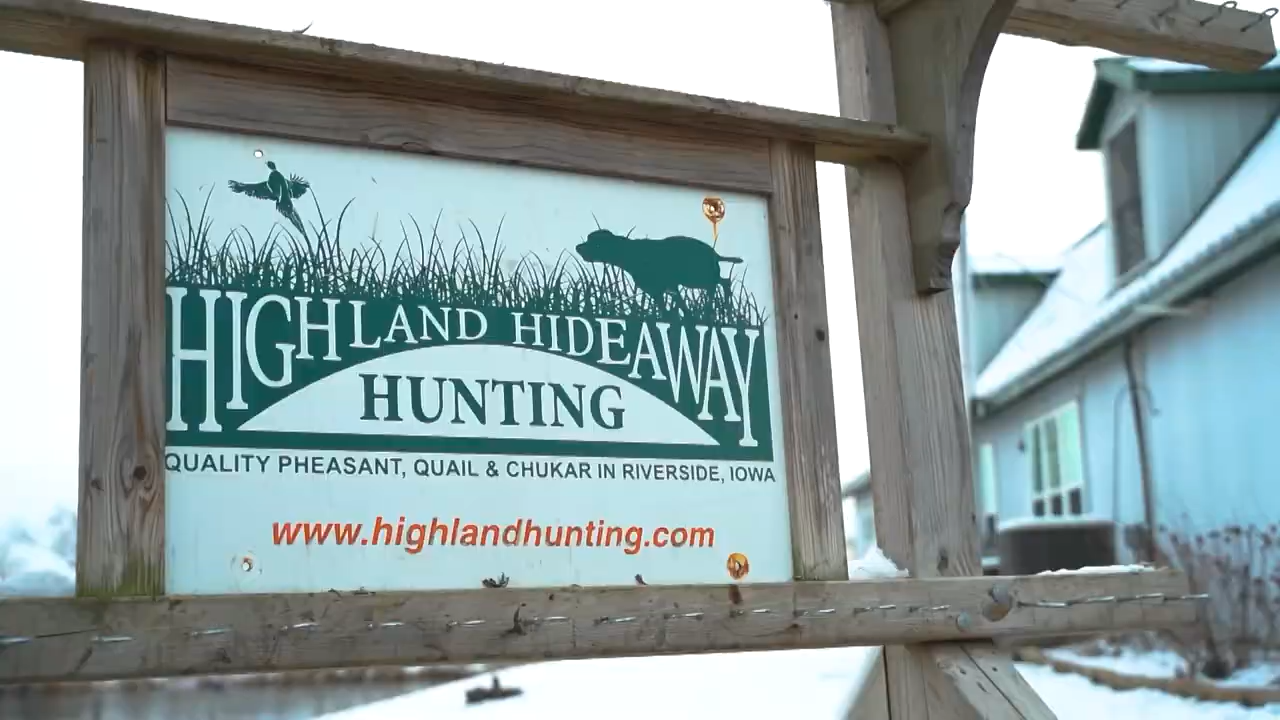 HIGHLAND HIDEAWAY
HUNTING
QUALITY PHEASANT, QUAIL & CHUKAR IN RIVERSIDE, IOWA
www.highlandhunting.com